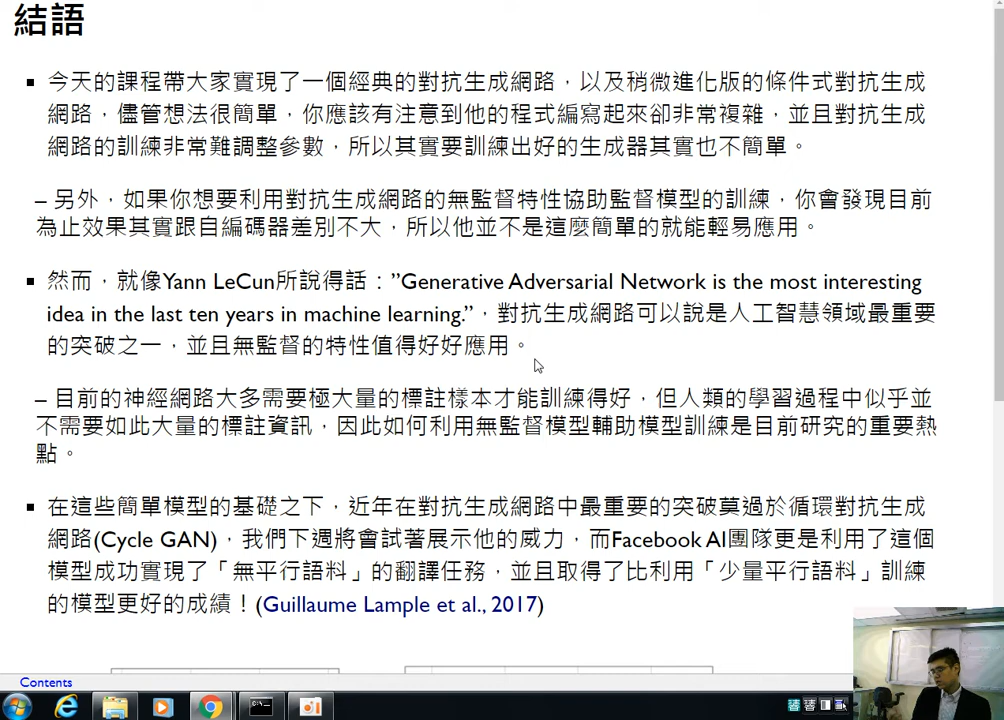 結語
今天的課程帶大家實現了一個經典的對抗生成網路，以及稍微進化版的條件式對抗生成
網路，儘管想法很簡單，你應該有注意到他的程式編寫起來卻非常複雜，並且對抗生成
網路的訓練非常難調整參數，所以其實要訓練出好的生成器其實也不簡單。
– 另外，如果你想要利用對抗生成網路的無監督特性協助監督模型的訓練，你會發現目前
為止效果其實跟自編碼器差別不大，所以他並不是這麼簡單的就能輕易應用。
然而，就像Yann LeCun所說得話：”Generative Adversarial Network is the most interesting
idea in the last ten years in machine learning.”，對抗生成網路可以說是人工智慧領域最重要
的突破之一，並且無監督的特性值得好好應用。
– 目前的神經網路大多需要極大量的標註樣本才能訓練得好，但人類的學習過程中似乎並
不需要如此大量的標註資訊，因此如何利用無監督模型輔助模型訓練是目前研究的重要熱
點。
在這些簡單模型的基礎之下，近年在對抗生成網路中最重要的突破莫過於循環對抗生成
網路(Cycle GAN)，我們下週將會試著展示他的威力，而Facebook AI團隊更是利用了這個
模型成功實現了「無平行語料」的翻譯任務，並且取得了比利用「少量平行語料」訓練
的模型更好的成績！(Guillaume Lample et al., 2017)
Contents